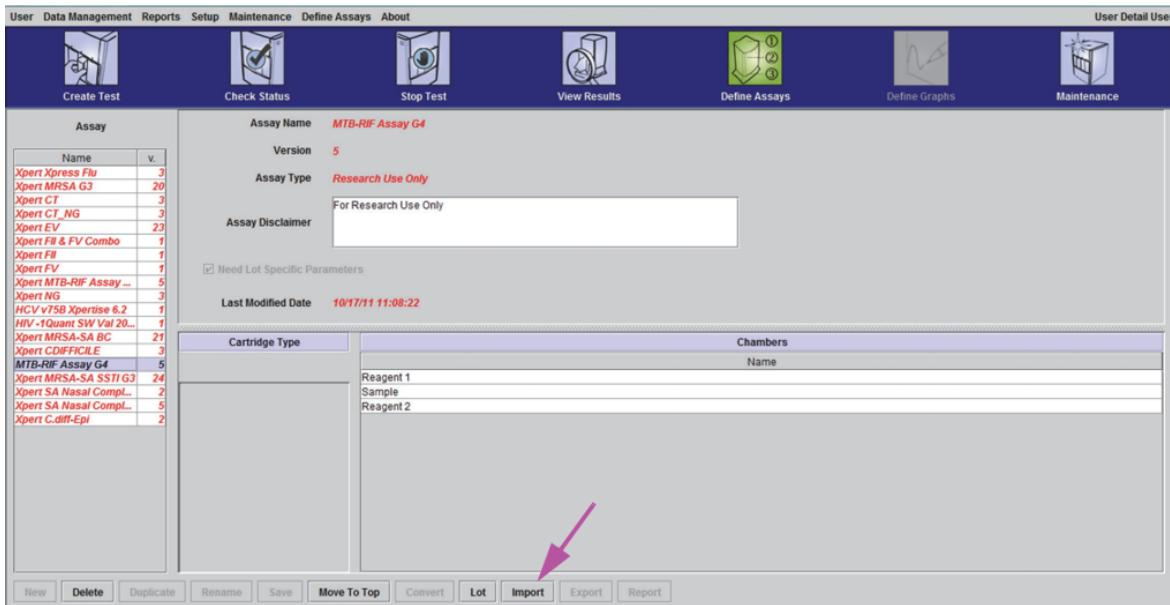 User Data Management Reports Setup Maintenance Define Assays About User Detail Use
Create Test Check Status Stop Test View Results Define Assays Define Graphs Maintenance
1
2
3
Assay
Name v.
Xpert Xpress Flu 3
Xpert MRSA G3 20
Xpert CT 3
Xpert CT_NG 3
Xpert EV 23
Xpert FII & FV Combo 1
Xpert FII 1
Xpert FV 1
Xpert MTB-RIF Assay ... 5
Xpert NG 3
HCV v75B Xpertise 6.2 1
HIV -1Quant SW Val 20... 1
Xpert MRSA-SA BC 21
Xpert CDIFFICILE 3
MTB-RIF Assay G4 5
Xpert MRSA-SA SSTI G3 24
Xpert SA Nasal Compl... 2
Xpert SA Nasal Compl... 5
Xpert C.diff-Epi 2
Assay Name MTB-RIF Assay G4
Version 5
Assay Type Research Use Only
Assay Disclaimer For Research Use Only
Need Lot Specific Parameters
Last Modified Date 10/17/11 11:08:22
Cartridge Type
Chambers
Name
Reagent 1
Sample
Reagent 2
New Delete Duplicate Rename Save Move To Top Convert Lot Import Export Report